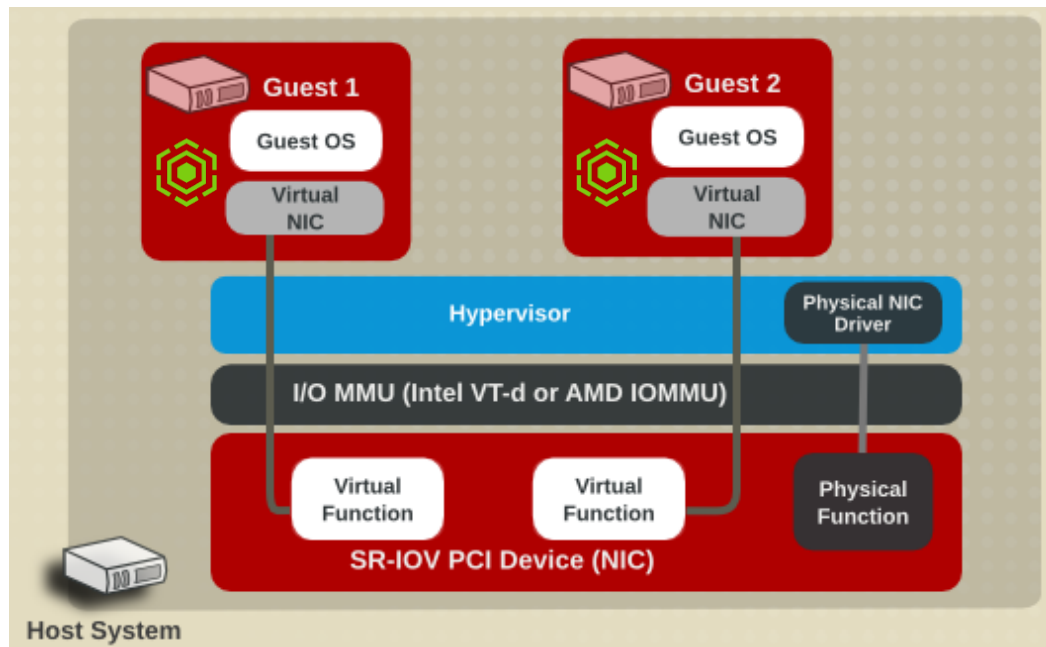 Guest 1
Guest OS
Virtual
NIC
Guest 2
Guest OS
Virtual
NIC
Hypervisor
Physical NIC
Driver
I/O MMU (Intel VT-d or AMD IOMMU)
Virtual
Function
Virtual
Function
Physical
Function
SR-IOV PCI Device (NIC)
Host System